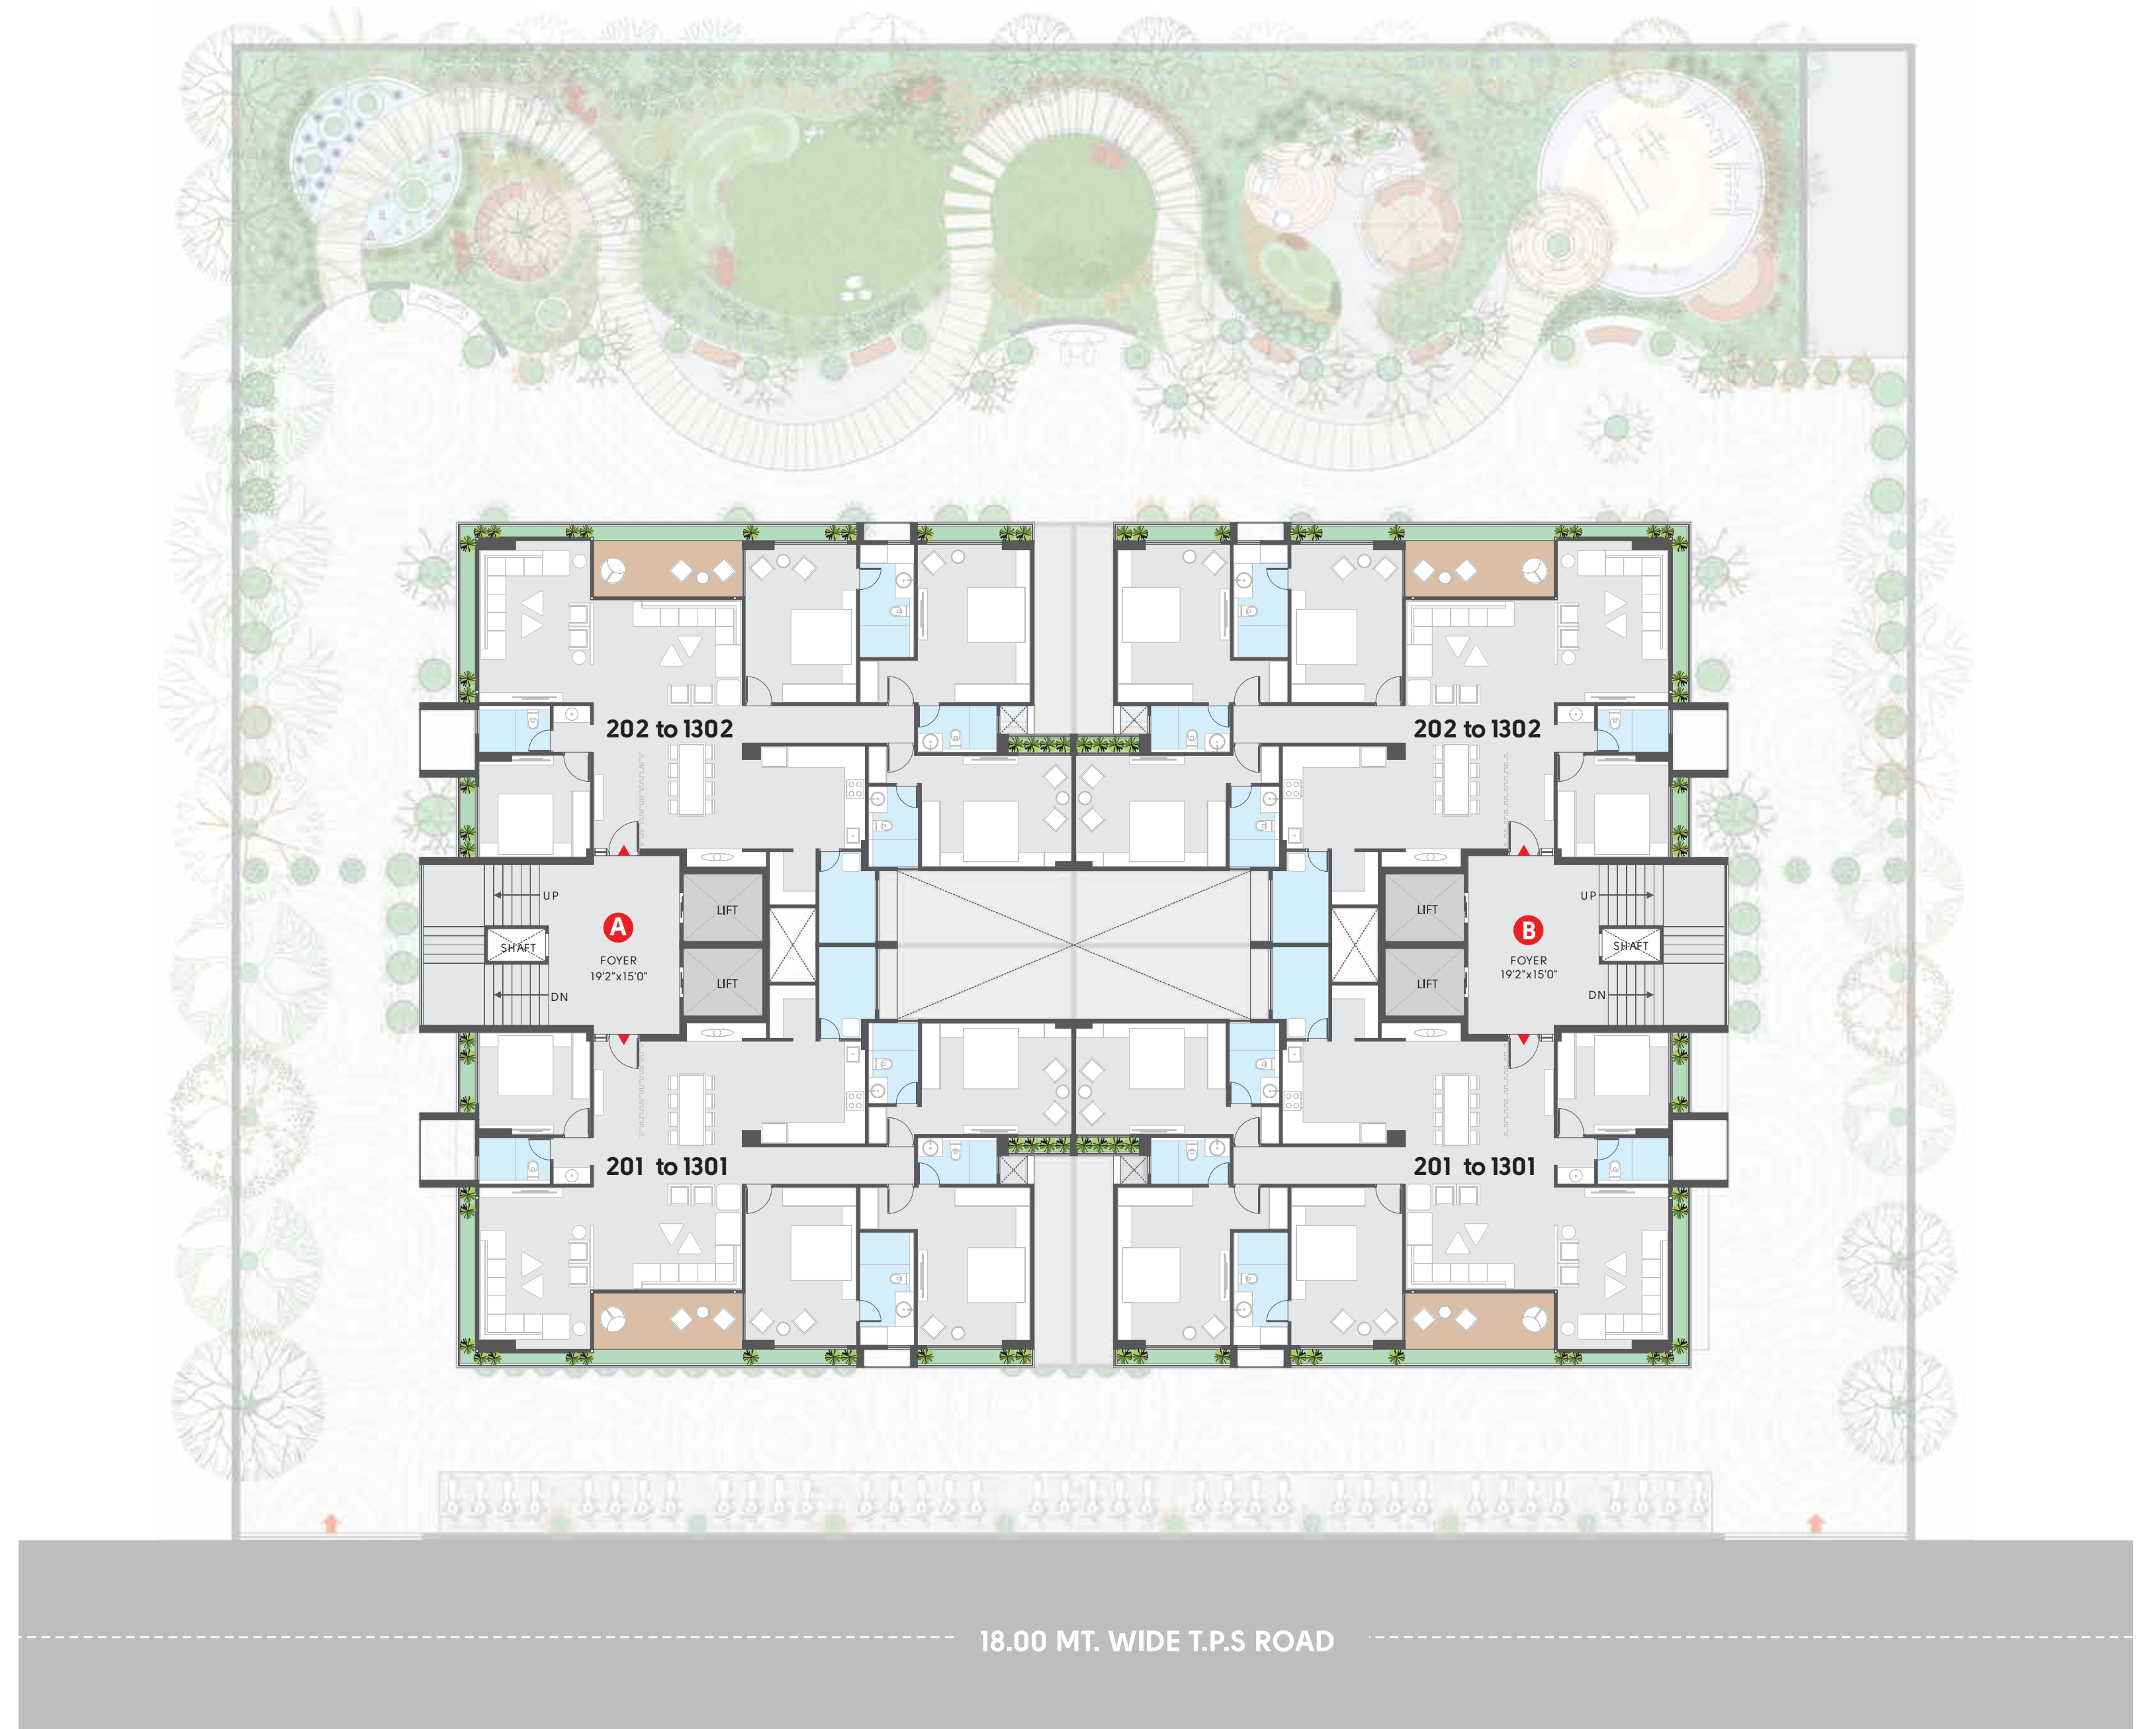 202 to 1302
202 to 1302
UP
LIFT
LIFT
UP
A
B
SHAFT
SHAFT
FOYER
19'2"x15'0"
FOYER
19'2"x15'0"
LIFT
LIFT
DN
DN
201 to 1301
201 to 1301
18.00 MT. WIDE T.P.S ROAD